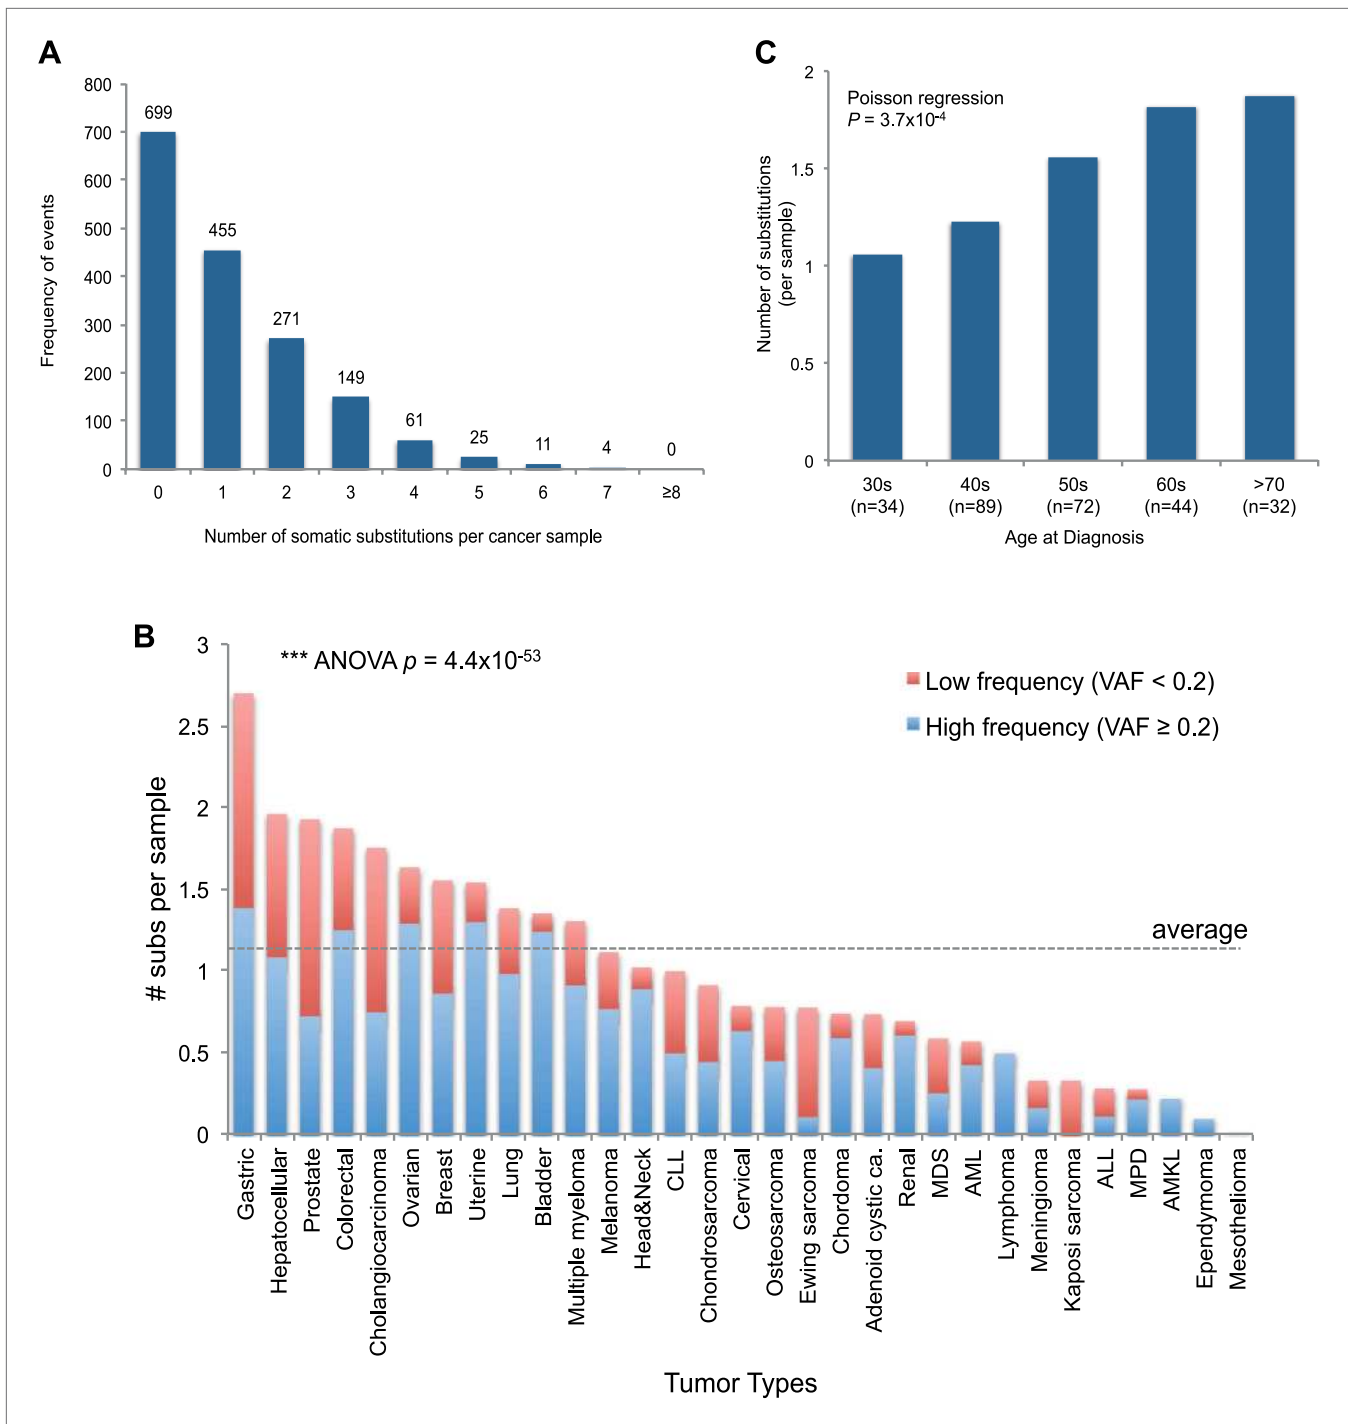 A
800
700
600
500
400
300
200
100
0
Frequency of events
699
455
271
149
61
25
11
4
0
0 1 2 3 4 5 6 7 ≥8
Number of somatic substitutions per cancer sample
C
2
1.5
1
0.5
0
Number of substitutions
(per sample)
Poisson regression
P = 3.7x10⁻⁴
30s 40s 50s 60s >70
(n=34) (n=89) (n=72) (n=44) (n=32)
Age at Diagnosis
B
3
2.5
2
1.5
1
0.5
0
# subs per sample
*** ANOVA p = 4.4x10⁻⁵³
Low frequency (VAF < 0.2)
High frequency (VAF ≥ 0.2)
average
Gastric
Hepatocellular
Prostate
Colorectal
Cholangiocarcinoma
Ovarian
Breast
Uterine
Lung
Bladder
Multiple myeloma
Melanoma
Head&Neck
CLL
Chondrosarcoma
Cervical
Osteosarcoma
Ewing sarcoma
Chordoma
Adenoid cystic ca.
Renal
MDS
AML
Lymphoma
Meningioma
Kaposi sarcoma
ALL
MPD
AMKL
Ependymoma
Mesothelioma
Tumor Types